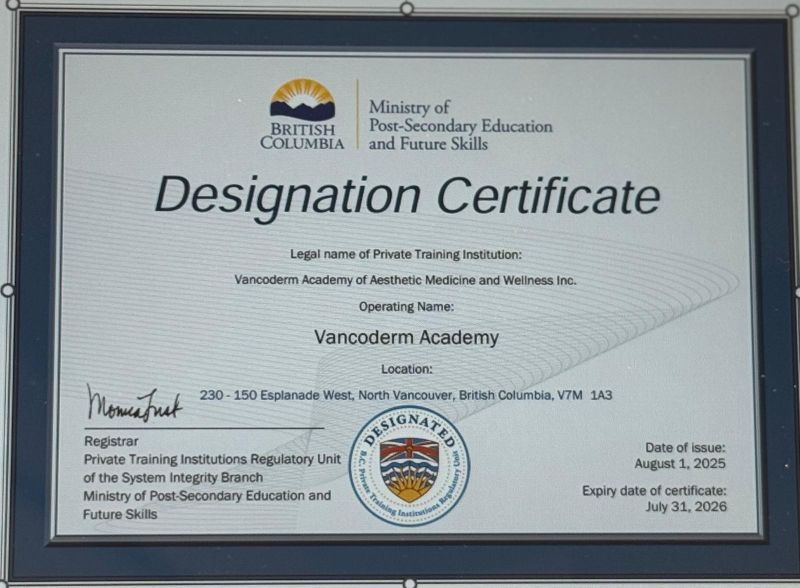 BRITISH
COLUMBIA
Ministry of
Post-Secondary Education
and Future Skills
Designation Certificate
Legal name of Private Training Institution:
Vancoderm Academy of Aesthetic Medicine and Wellness Inc.
Operating Name:
Vancoderm Academy
Location:
230 - 150 Esplanade West, North Vancouver, British Columbia, V7M 1A3
Monica Lust
Registrar
Private Training Institutions Regulatory Unit
of the System Integrity Branch
Ministry of Post-Secondary Education and
Future Skills
DESIGNATED
B.C. Private Training Institutions Regulatory Unit
Date of issue:
August 1, 2025
Expiry date of certificate:
July 31, 2026